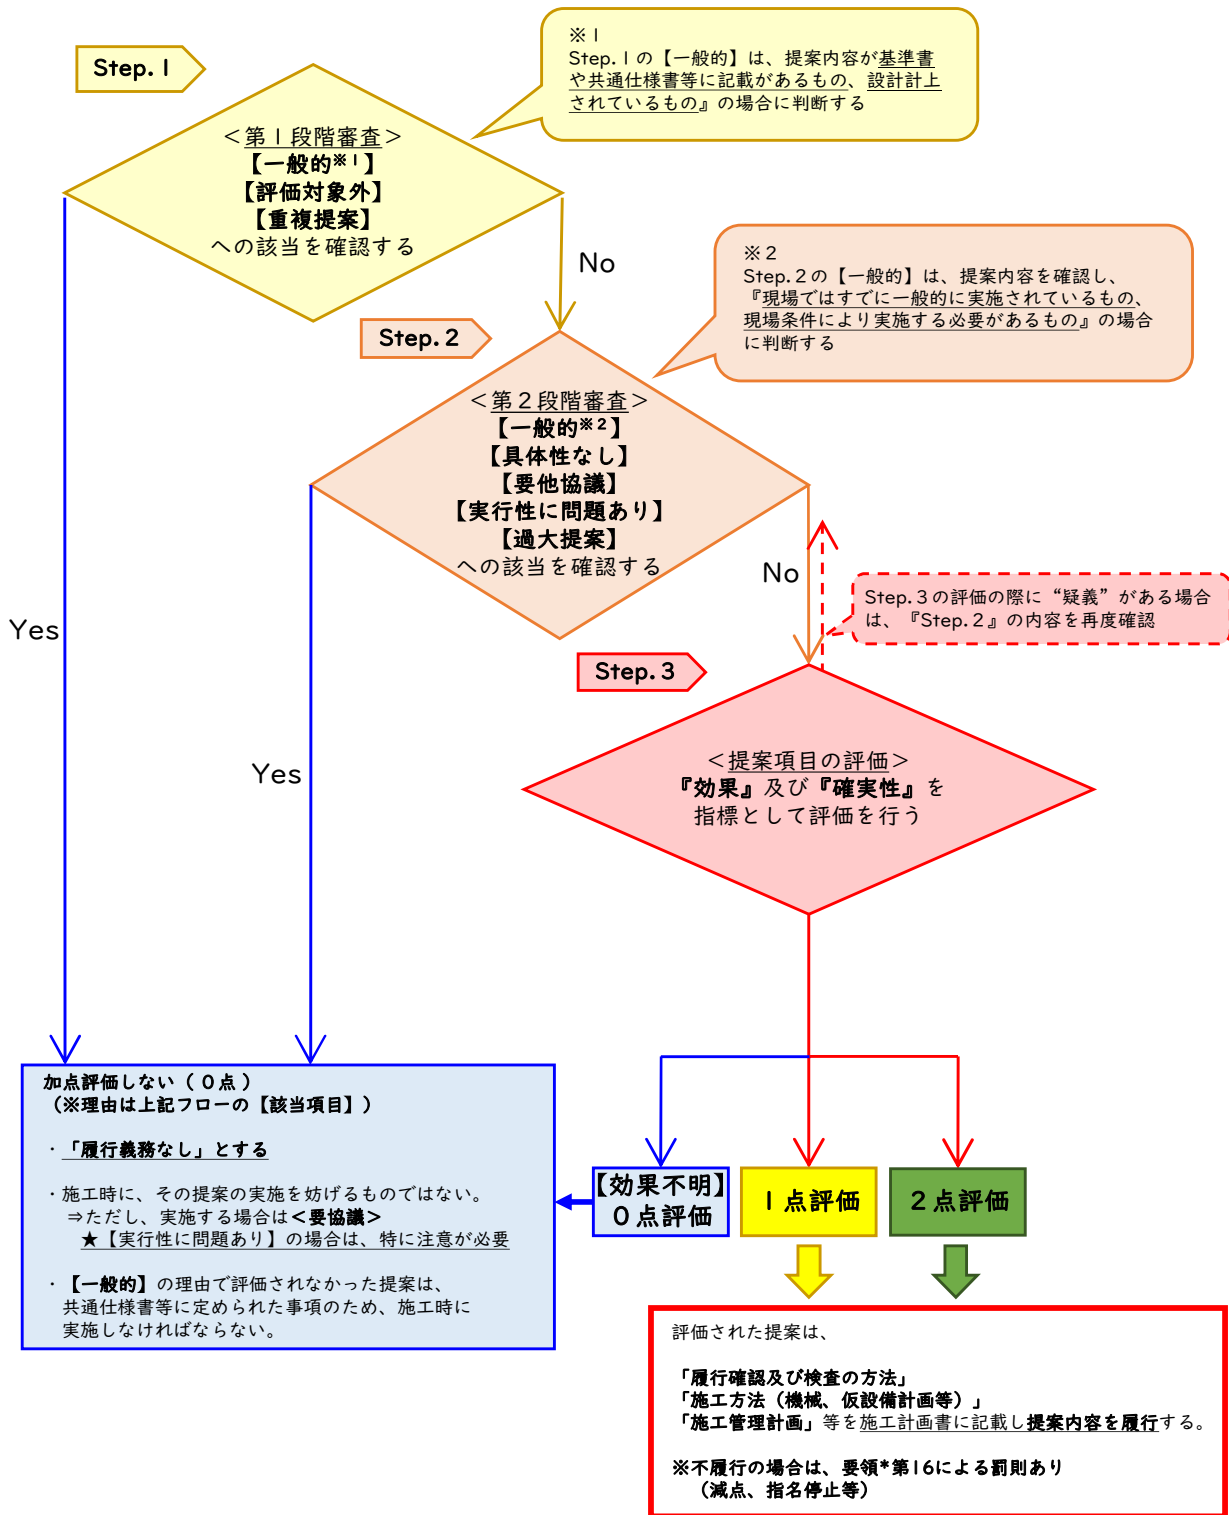 Step.1
※1
Step.1の【一般的】は、提案内容が基準書
や共通仕様書等に記載があるもの、設計計上
されているもの』の場合に判断する
＜第1段階審査＞
【一般的※1】
【評価対象外】
【重複提案】
への該当を確認する
No
※2
Step.2の【一般的】は、提案内容を確認し、
『現場ではすでに一般的に実施されているもの、
現場条件により実施する必要があるもの』の場合
に判断する
Step.2
＜第2段階審査＞
【一般的※2】
【具体性なし】
【要他協議】
【実行性に問題あり】
【過大提案】
への該当を確認する
No
Step.3の評価の際に“疑義”がある場合
は、『Step.2』の内容を再度確認
Yes
Step.3
Yes
＜提案項目の評価＞
『効果』及び『確実性』を
指標として評価を行う
加点評価しない（０点）
（※理由は上記フローの【該当項目】）
・「履行義務なし」とする
・施工時に、その提案の実施を妨げるものではない。
⇒ただし、実施する場合は＜要協議＞
★【実行性に問題あり】の場合は、特に注意が必要
・【一般的】の理由で評価されなかった提案は、
共通仕様書等に定められた事項のため、施工時に
実施しなければならない。
【効果不明】
０点評価
1点評価
２点評価
評価された提案は、
「履行確認及び検査の方法」
「施工方法（機械、仮設備計画等）」
「施工管理計画」等を施工計画書に記載し提案内容を履行する。
※不履行の場合は、要領*第16による罰則あり
（減点、指名停止等）